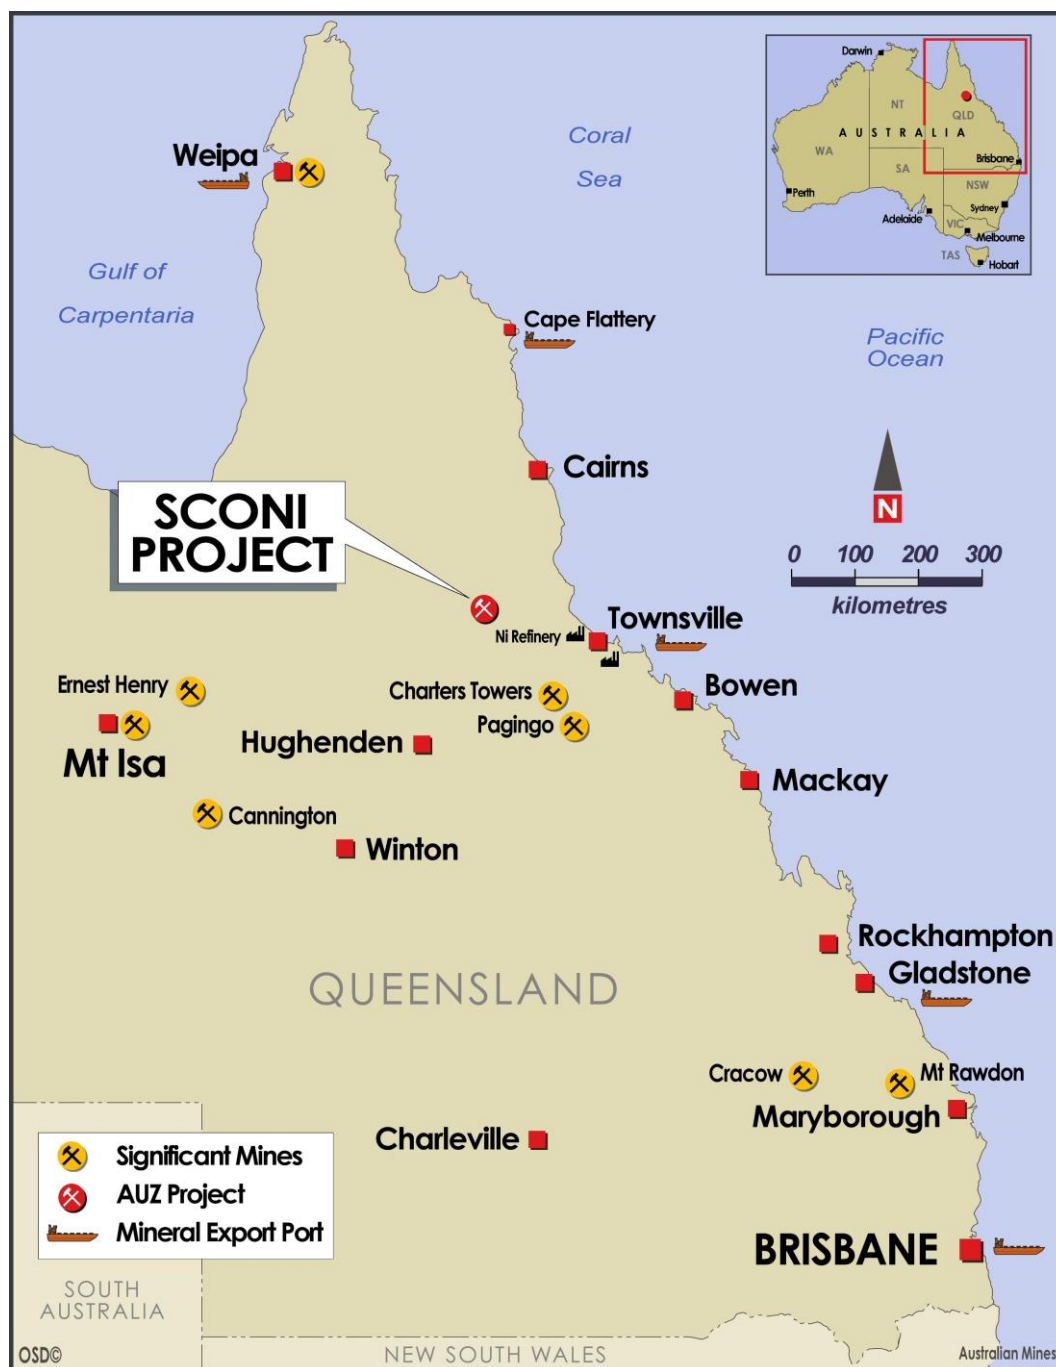 Darwin
NT
QLD
AUSTRALIA
WA
Brisbane
SA
NSW
Perth
Sydney
Adelaide
VIC
Melbourne
TAS
Hobart
Coral
Sea
Weipa
Gulf of
Carpentaria
Cape Flattery
Pacific
Ocean
Cairns
N
SCONI
PROJECT
0 100 200 300
kilometres
Townsville
Ni Refinery
Ernest Henry
Charters Towers
Bowen
Pagingo
Hughenden
Mt Isa
Mackay
Cannington
Winton
Rockhampton
Gladstone
QUEENSLAND
Cracow
Mt Rawdon
Maryborough
Charleville
Significant Mines
AUZ Project
Mineral Export Port
BRISBANE
SOUTH
AUSTRALIA
OSD©
NEW SOUTH WALES
Australian Mines